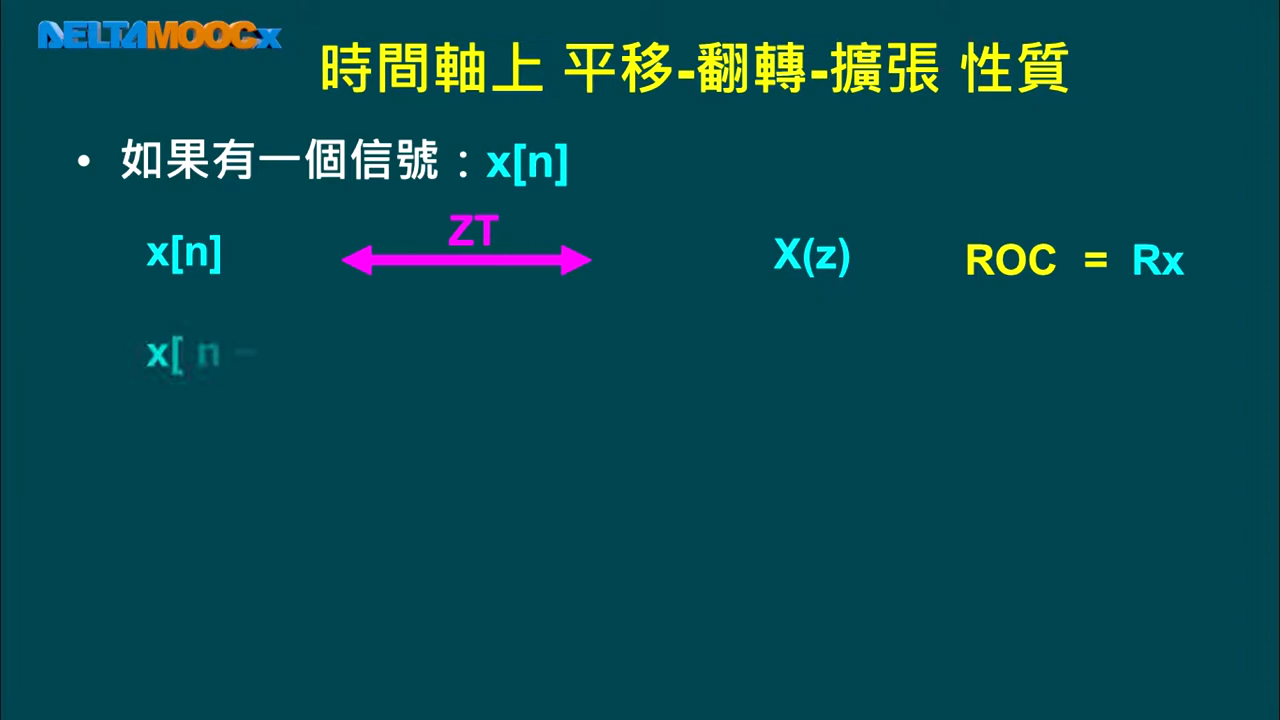 DELTAMOOCx
時間軸上 平移-翻轉-擴張 性質
• 如果有一個信號：x[n]
ZT
x[n] X(z) ROC = Rx
x[ n −